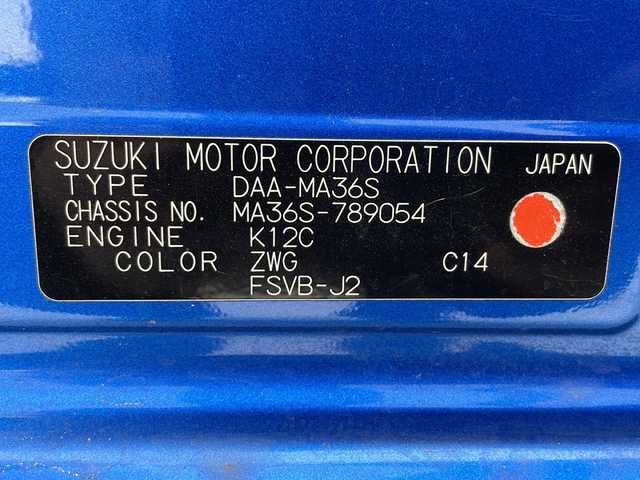 SUZUKI MOTOR CORPORATION JAPAN
TYPE DAA-MA36S
CHASSIS NO. MA36S-789054
ENGINE K12C
COLOR ZWG C14
FSVB-J2